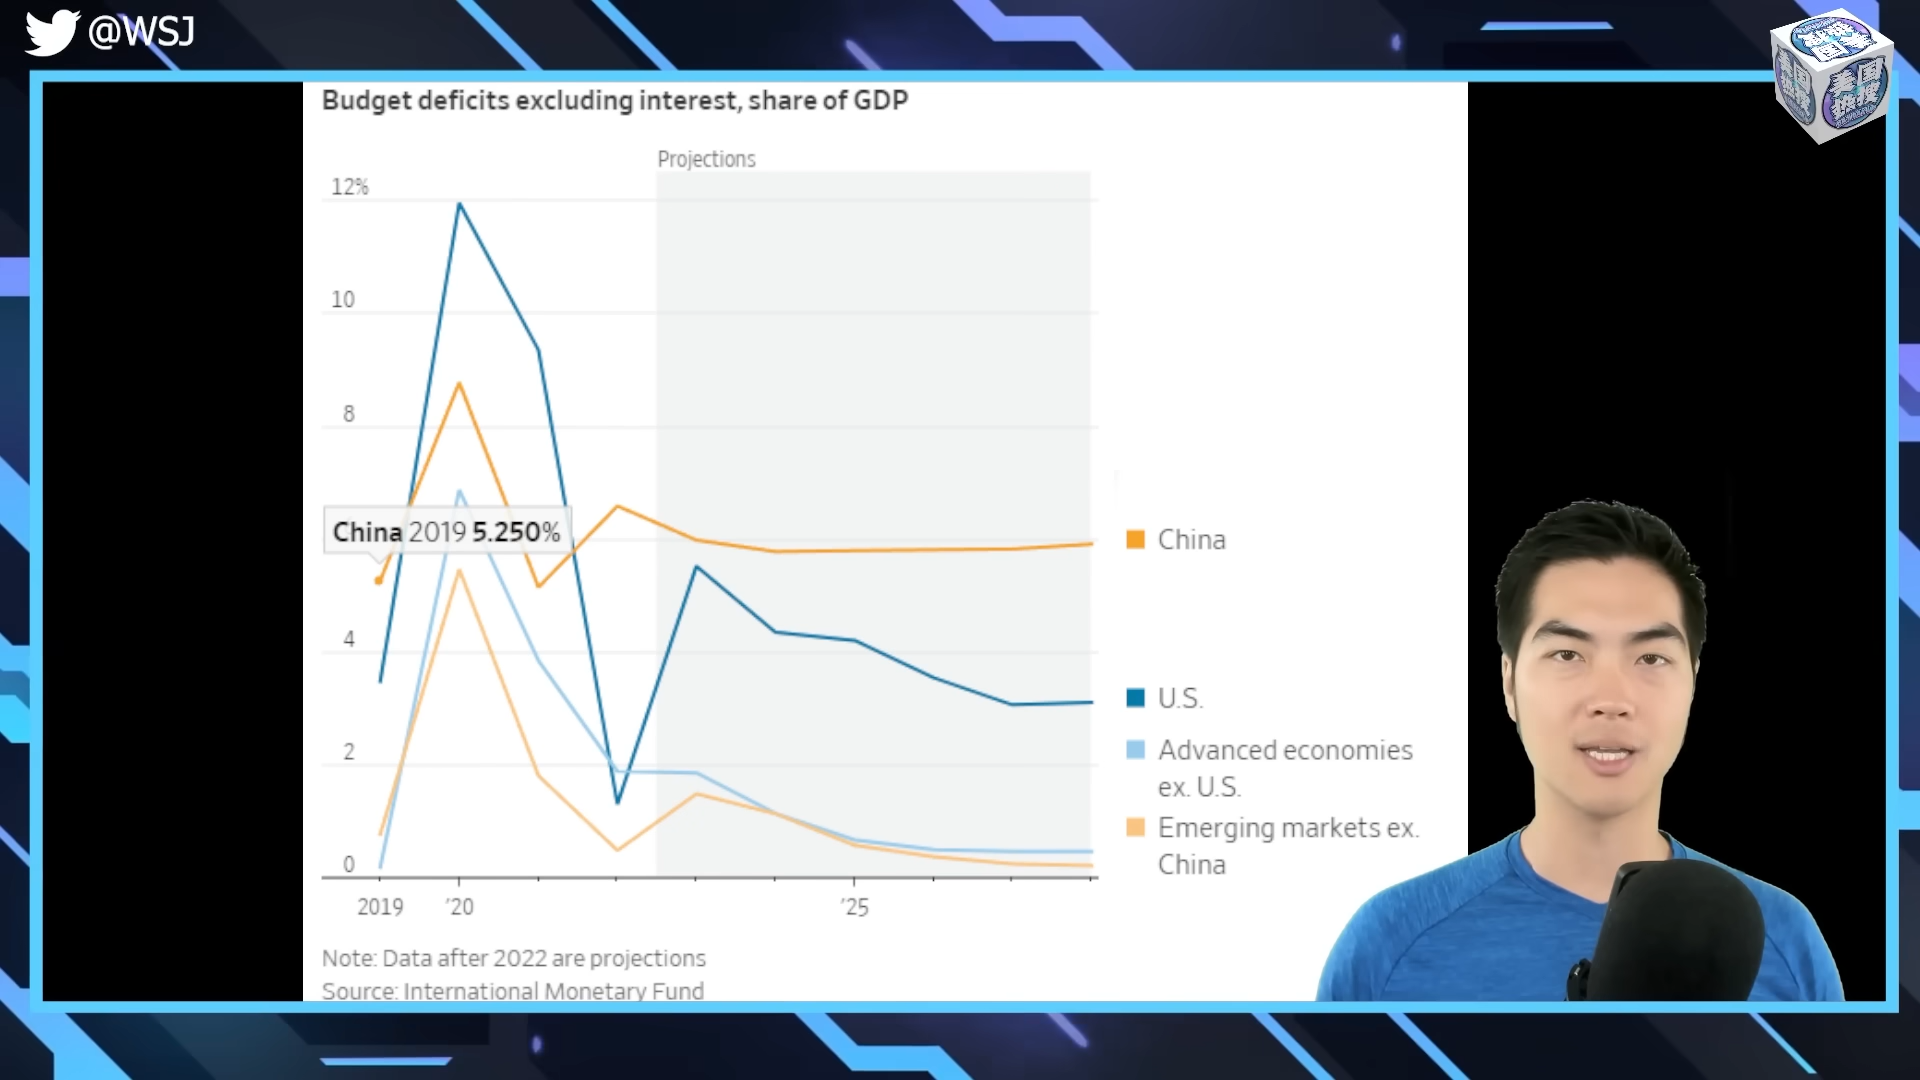 @WSJ
Budget deficits excluding interest, share of GDP
Projections
12%
10
8
China 2019 5.250%
4
2
0
2019
'20
'25
China
U.S.
Advanced economies
ex. U.S.
Emerging markets ex.
China
Note: Data after 2022 are projections
Source: International Monetary Fund